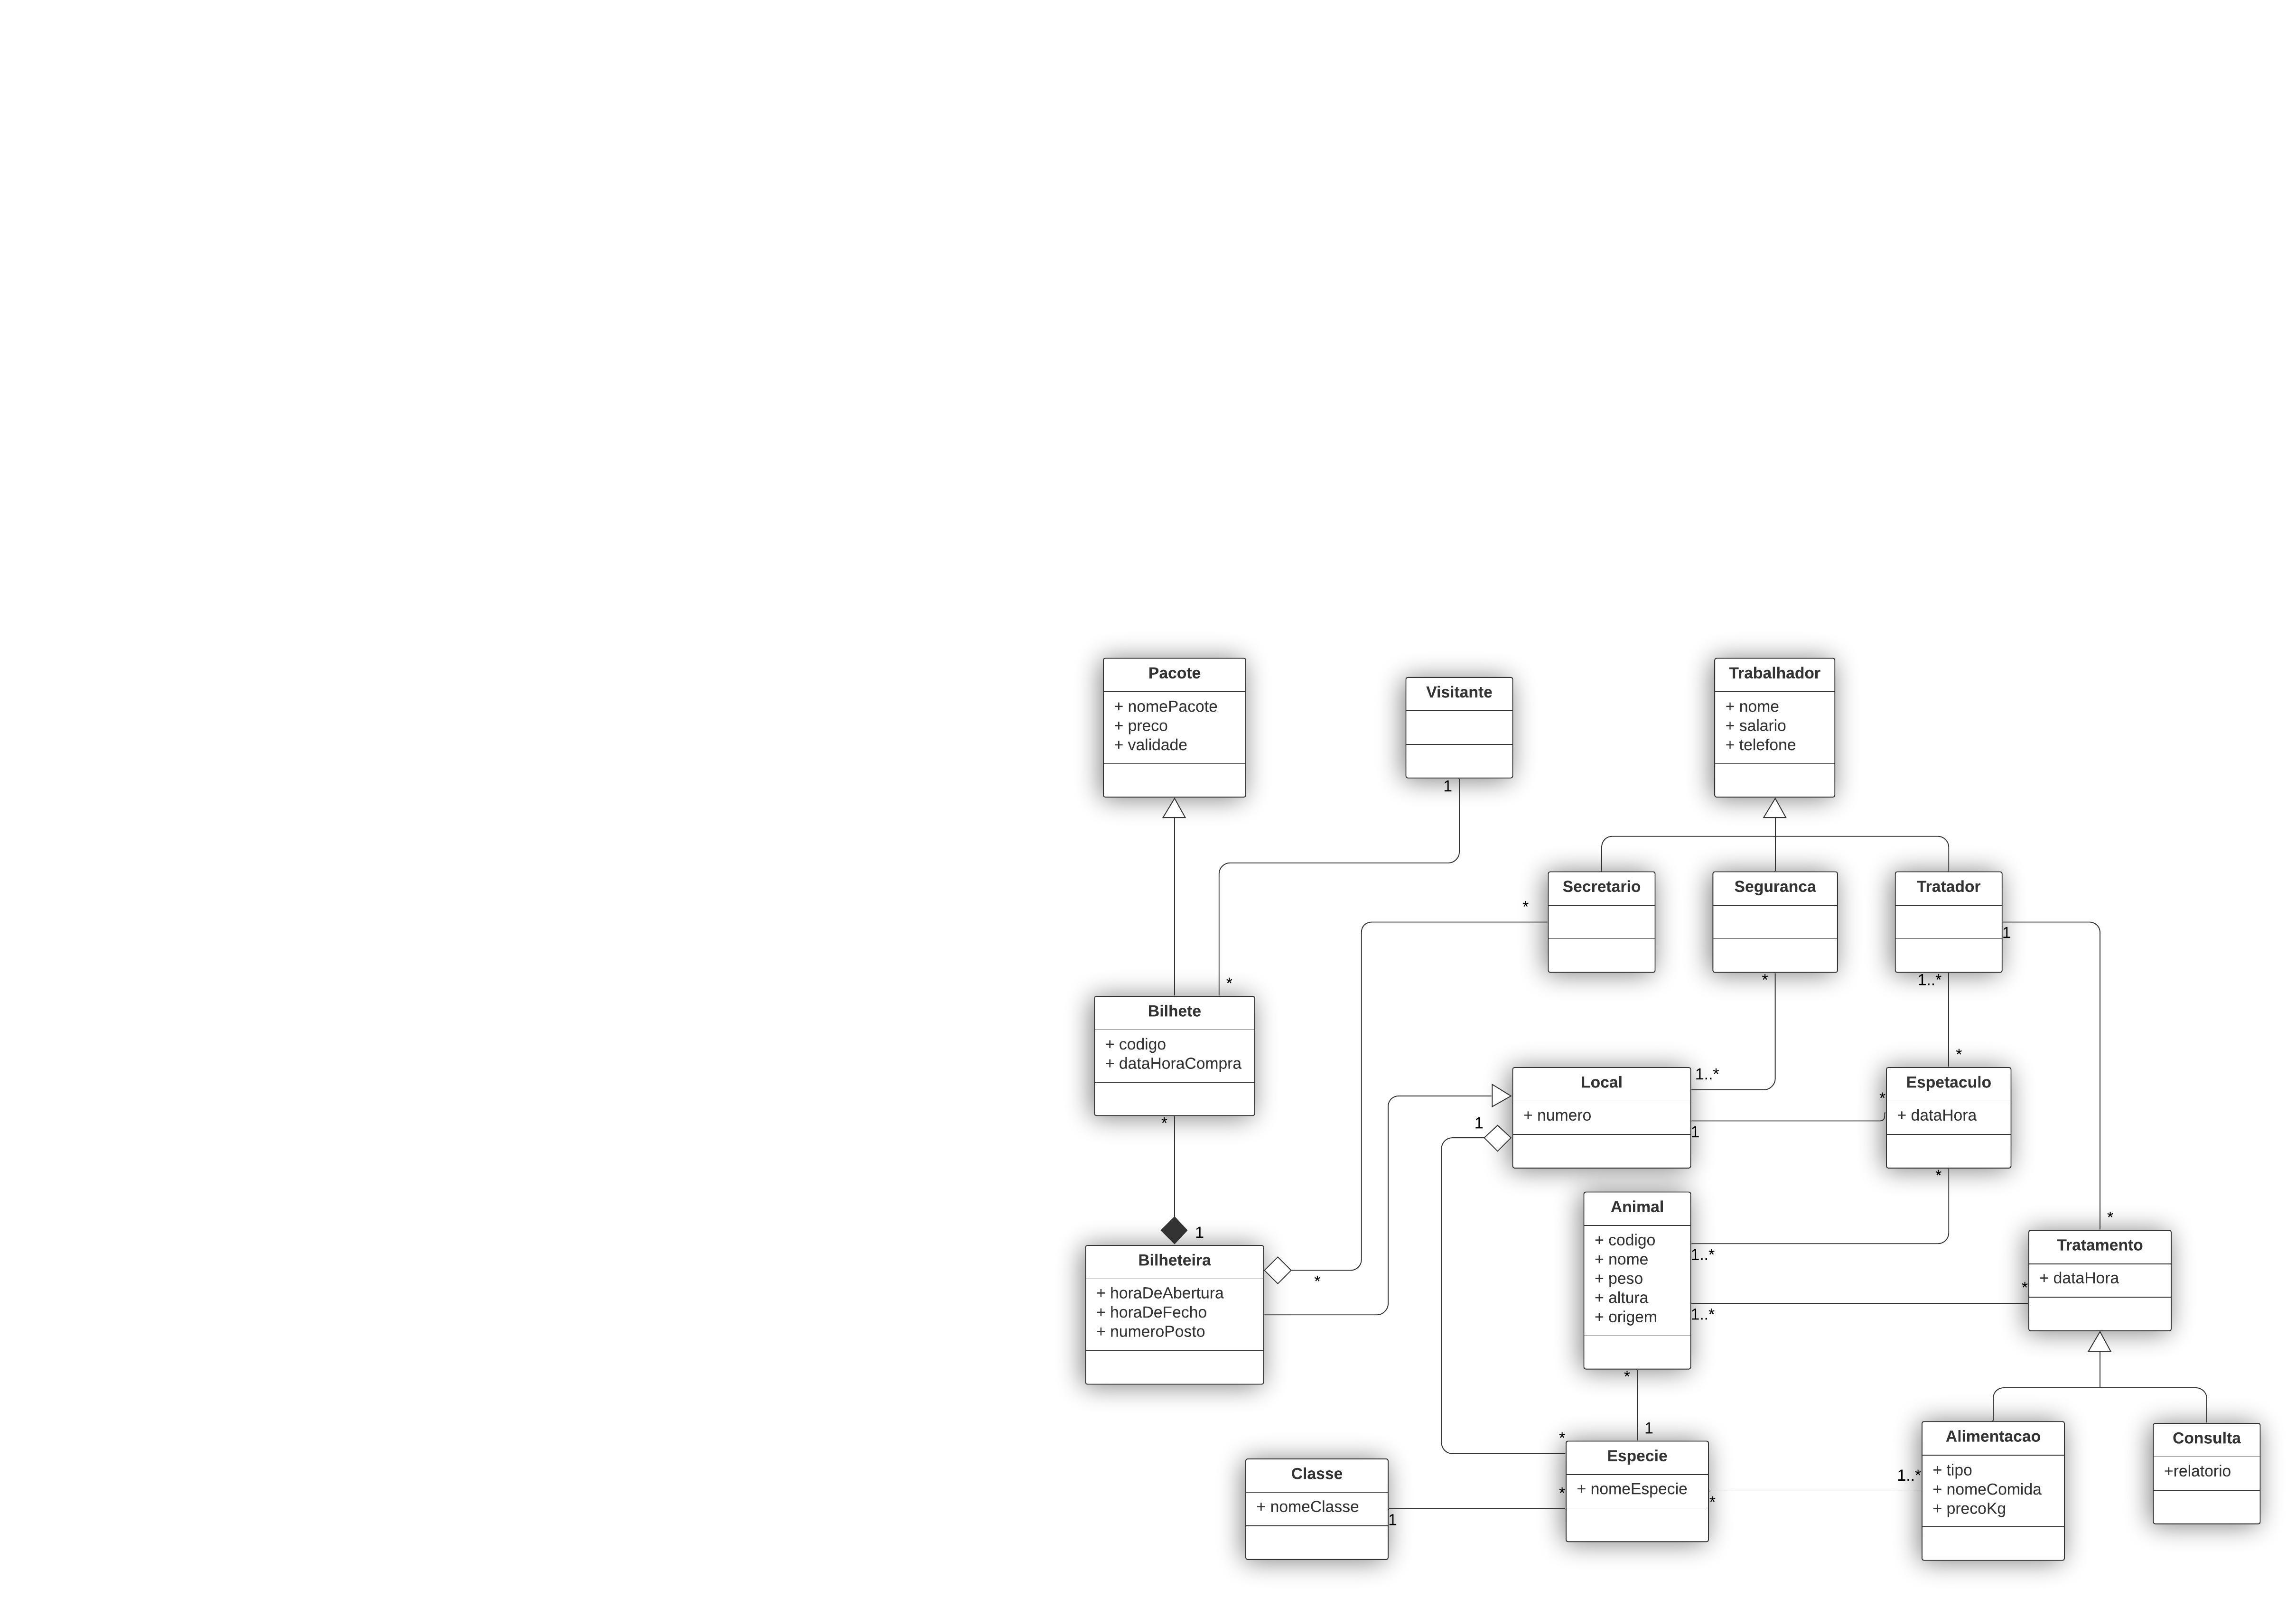 Pacote
+ nomePacote
+ preco
+ validade
Visitante
1
Trabalhador
+ nome
+ salario
+ telefone
Secretario
*
Seguranca
*
Tratador
1
1..*
*
Bilhete
+ codigo
+ dataHoraCompra
*
1
Local
+ numero
1..*
1
1
*
Espetaculo
+ dataHora
*
*
Animal
+ codigo
+ nome
+ peso
+ altura
+ origem
1..*
1..*
*
Bilheteira
+ horaDeAbertura
+ horaDeFecho
+ numeroPosto
*
*
*
Tratamento
+ dataHora
Classe
+ nomeClasse
1
1
*
*
Especie
+ nomeEspecie
*
1..*
Alimentacao
+ tipo
+ nomeComida
+ precoKg
Consulta
+relatorio